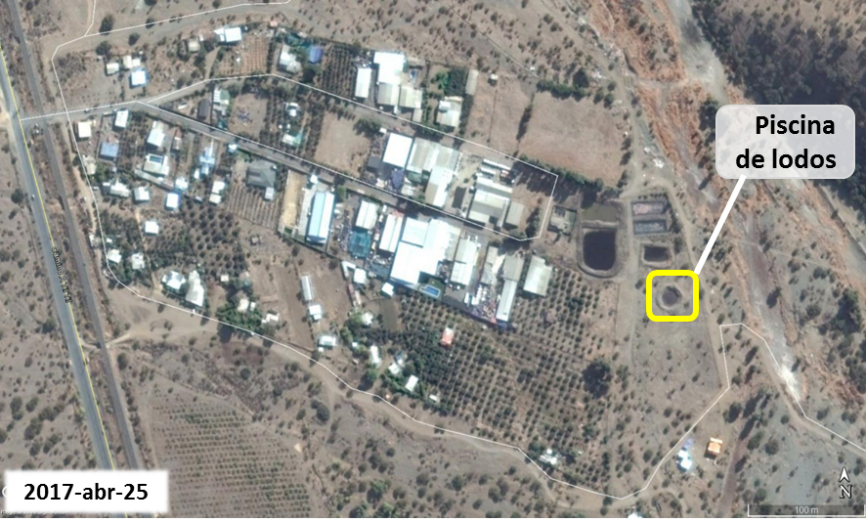 Piscina
de lodos
2017-abr-25
N
100 m